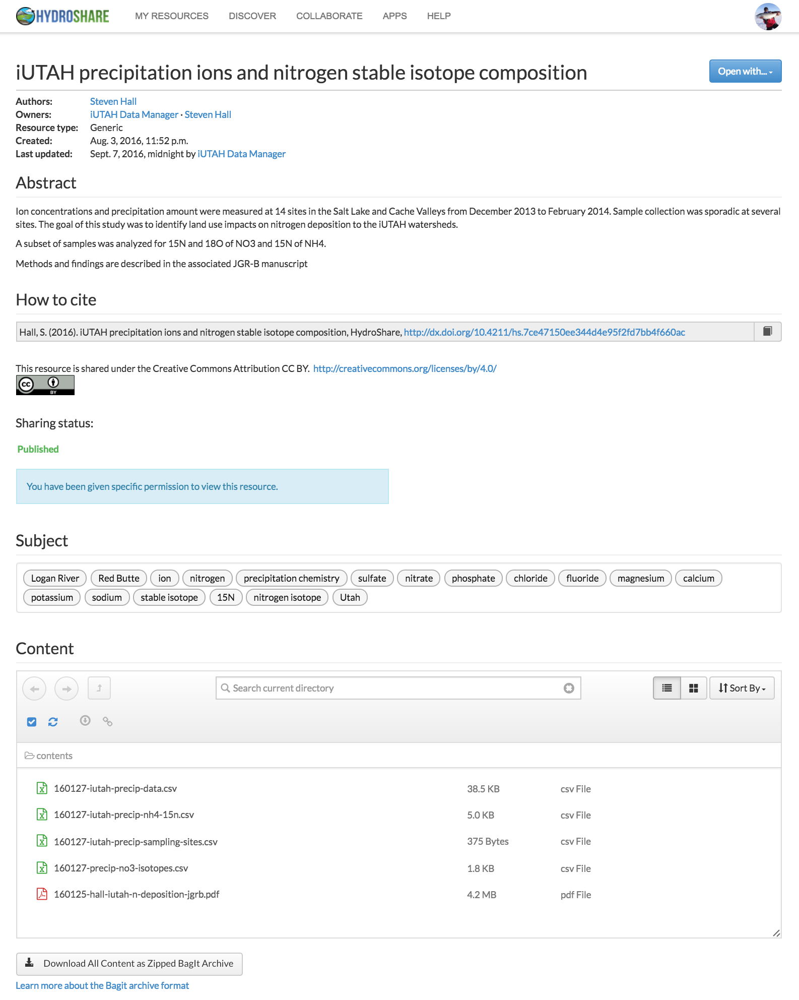 HYDROSHARE MY RESOURCES DISCOVER COLLABORATE APPS HELP
iUTAH precipitation ions and nitrogen stable isotope composition
Open with...
Authors: Steven Hall
Owners: iUTAH Data Manager · Steven Hall
Resource type: Generic
Created: Aug. 3, 2016, 11:52 p.m.
Last updated: Sept. 7, 2016, midnight by iUTAH Data Manager
Abstract
Ion concentrations and precipitation amount were measured at 14 sites in the Salt Lake and Cache Valleys from December 2013 to February 2014. Sample collection was sporadic at several
sites. The goal of this study was to identify land use impacts on nitrogen deposition to the iUTAH watersheds.
A subset of samples was analyzed for 15N and 18O of NO3 and 15N of NH4.
Methods and findings are described in the associated JGR-B manuscript
How to cite
Hall, S. (2016). iUTAH precipitation ions and nitrogen stable isotope composition, HydroShare, http://dx.doi.org/10.4211/hs.7ce47150ee344d4e95f2fd7bb4f660ac
This resource is shared under the Creative Commons Attribution CC BY. http://creativecommons.org/licenses/by/4.0/
cc BY
Sharing status:
Published
You have been given specific permission to view this resource.
Subject
Logan River Red Butte ion nitrogen precipitation chemistry sulfate nitrate phosphate chloride fluoride magnesium calcium
potassium sodium stable isotope 15N nitrogen isotope Utah
Content
Search current directory Sort By
contents
160127-iutah-precip-data.csv 38.5 KB csv File
160127-iutah-precip-nh4-15n.csv 5.0 KB csv File
160127-iutah-precip-sampling-sites.csv 375 Bytes csv File
160127-precip-no3-isotopes.csv 1.8 KB csv File
160125-hall-iutah-n-deposition-jgrb.pdf 4.2 MB pdf File
Download All Content as Zipped BagIt Archive
Learn more about the Bagit archive format